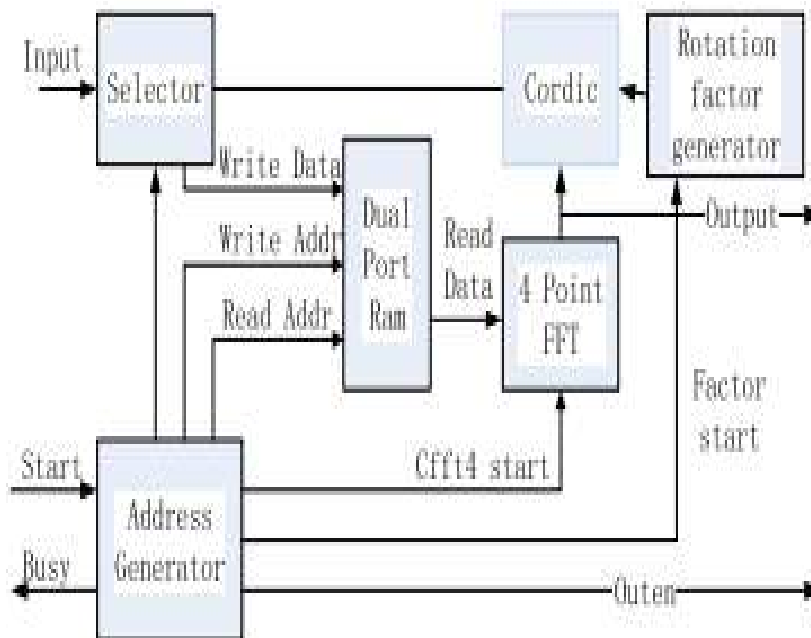 Input
Selector
Cordic
Rotation
factor
generator
Write Data
Dual
Port
Ram
Write Addr
Read Addr
Read
Data
4 Point
FFT
Output
Factor
start
Start
Cfft4 start
Address
Generator
Busy
Outen